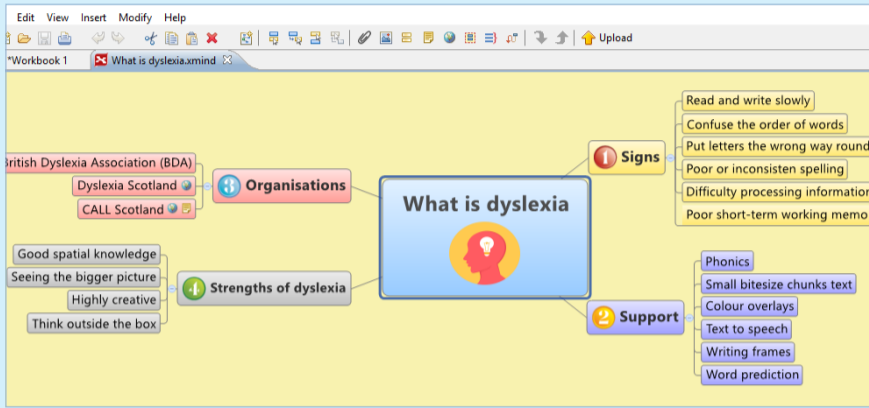 Edit View Insert Modify Help
Upload
*Workbook 1
What is dyslexia.xmind
What is dyslexia
1 Signs
Read and write slowly
Confuse the order of words
Put letters the wrong way round
Poor or inconsisten spelling
Difficulty processing information
Poor short-term working memo
2 Support
Phonics
Small bitesize chunks text
Colour overlays
Text to speech
Writing frames
Word prediction
3 Organisations
British Dyslexia Association (BDA)
Dyslexia Scotland
CALL Scotland
4 Strengths of dyslexia
Good spatial knowledge
Seeing the bigger picture
Highly creative
Think outside the box